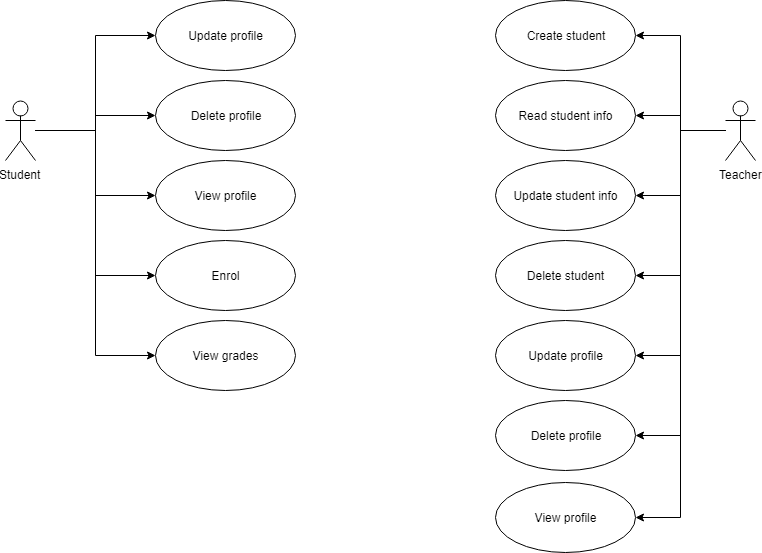 Update profile
Delete profile
View profile
Enrol
View grades
Student
Create student
Read student info
Update student info
Delete student
Update profile
Delete profile
View profile
Teacher